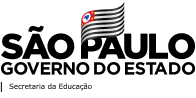 SÃO PAULO
GOVERNO DO ESTADO
Secretaria da Educação